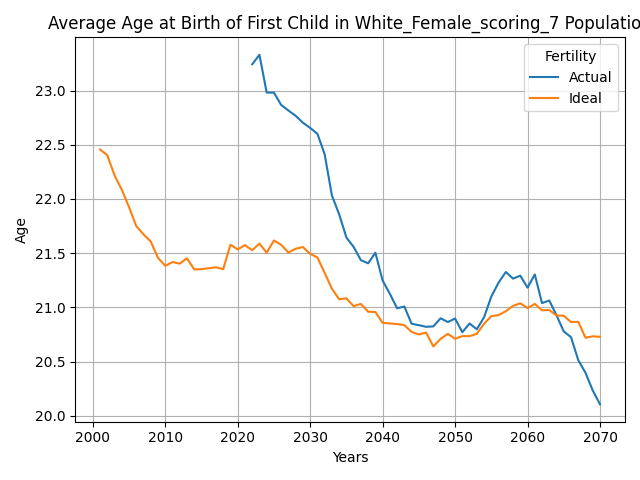 Average Age at Birth of First Child in White_Female_scoring_7 Populatio
Fertility
Actual
Ideal
23.0
22.5
22.0
21.5
21.0
20.5
20.0
Age
2000 2010 2020 2030 2040 2050 2060 2070
Years